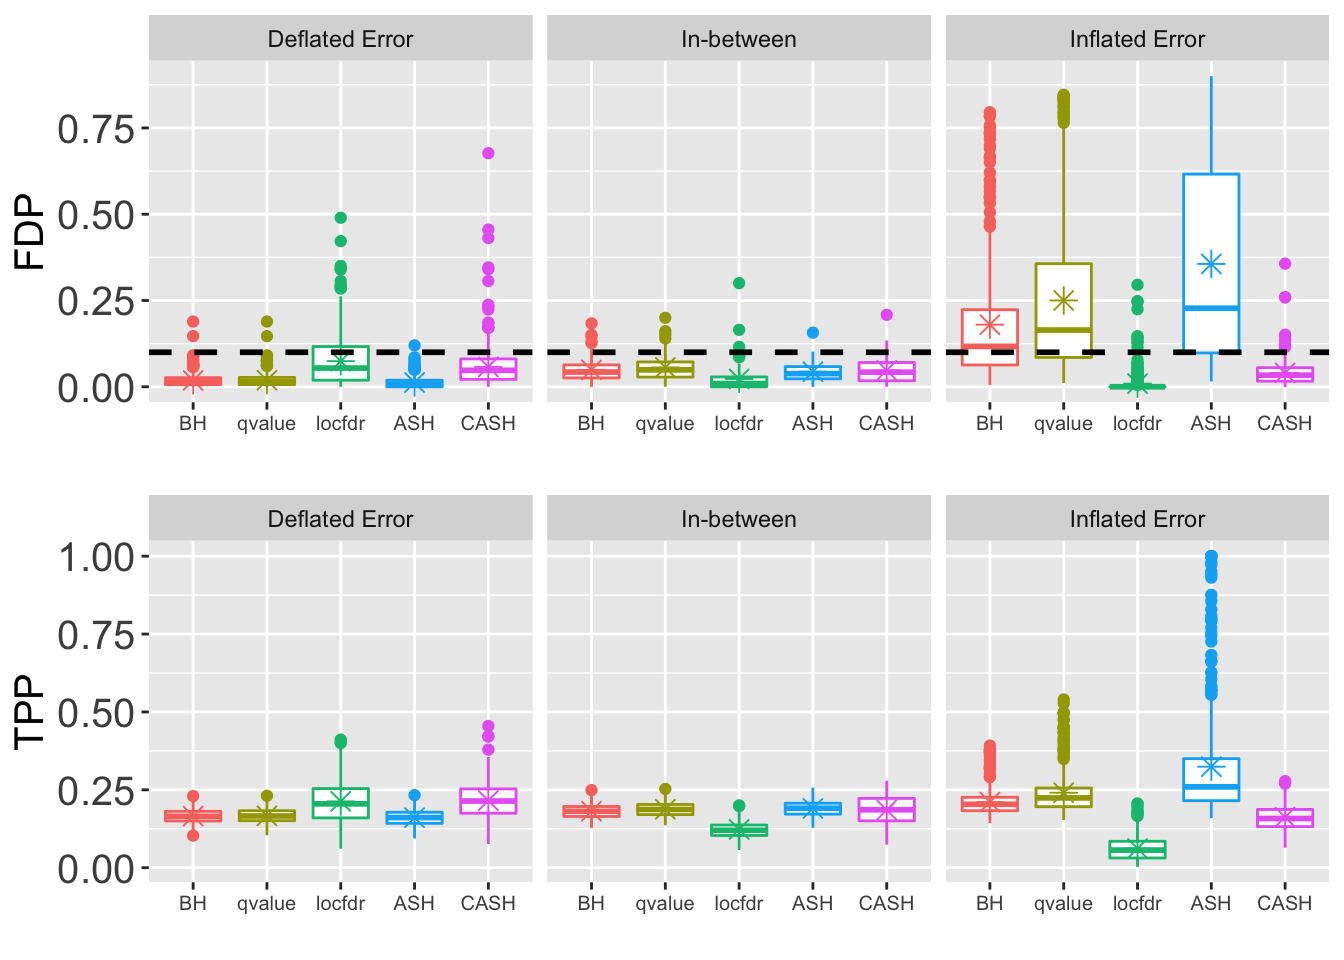 Deflated Error In-between Inflated Error
FDP
0.75
0.50
0.25
0.00
BH qvalue locfdr ASH CASH BH qvalue locfdr ASH CASH BH qvalue locfdr ASH CASH
Deflated Error In-between Inflated Error
TPP
1.00
0.75
0.50
0.25
0.00
BH qvalue locfdr ASH CASH BH qvalue locfdr ASH CASH BH qvalue locfdr ASH CASH